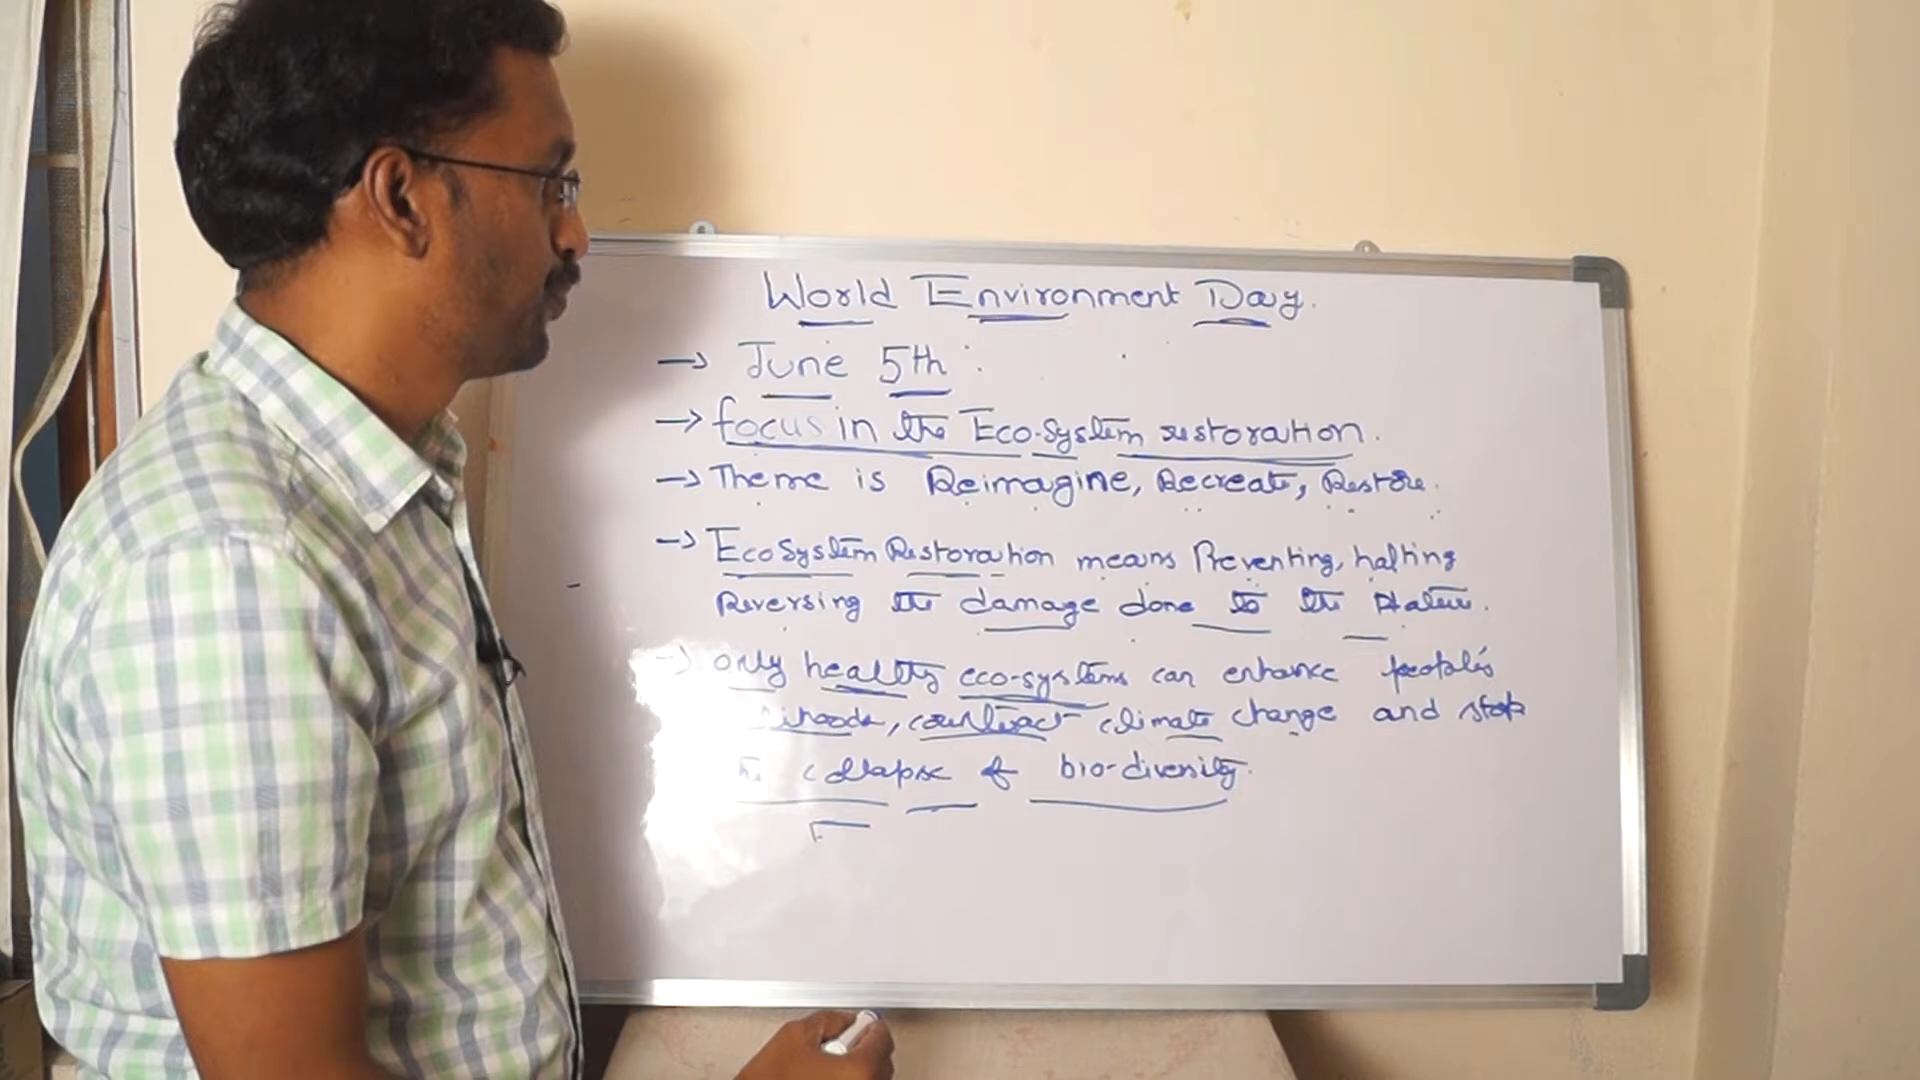 World Environment Day.
→ June 5th :
→ focus in the Eco-System restoration.
→ Theme is Reimagine, Recreate, Restore.
→ EcoSystem Restoration means Preventing, halting
Reversing the damage done to the Nature.
→ only healthy eco-systems can enhance people's
lihoods, counteract climate change and stop
the collapse of bio-diversity.